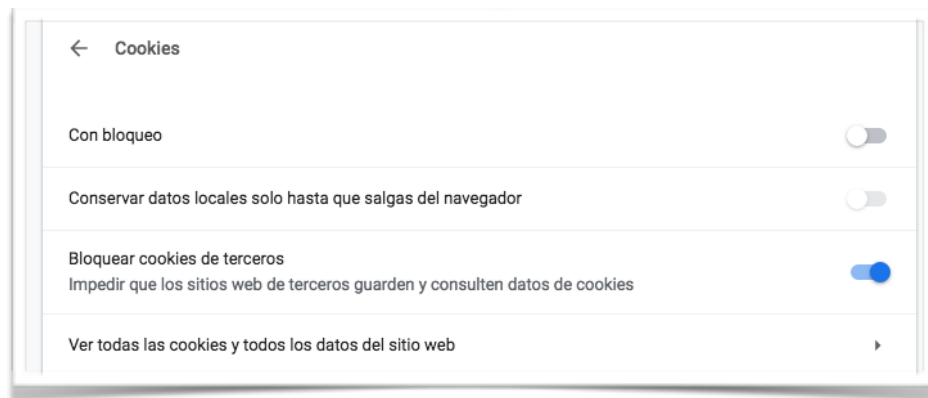 Cookies
Con bloqueo
Conservar datos locales solo hasta que salgas del navegador
Bloquear cookies de terceros
Impedir que los sitios web de terceros guarden y consulten datos de cookies
Ver todas las cookies y todos los datos del sitio web